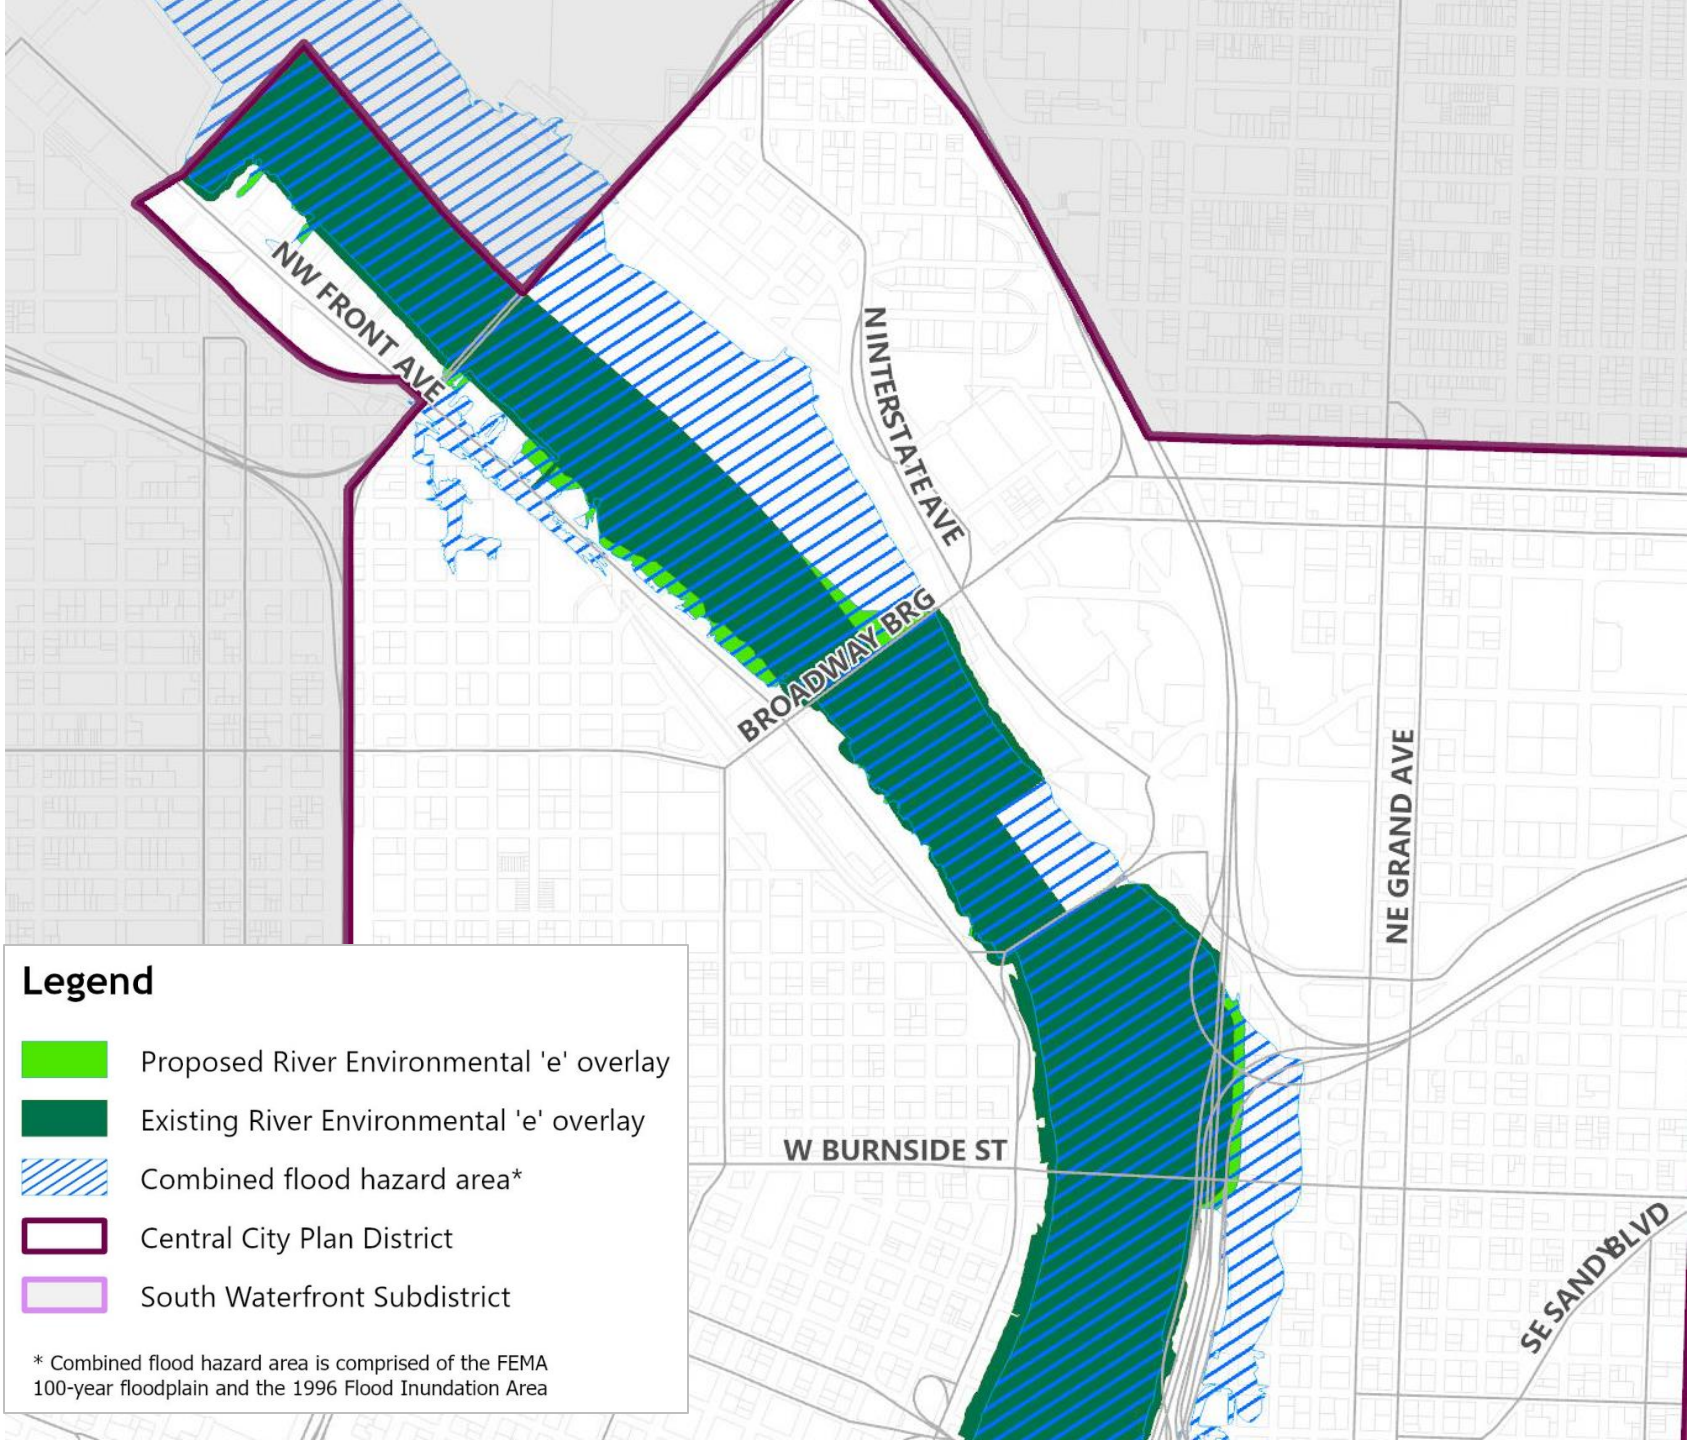 NW FRONT AVE
N INTERSTATE AVE
BROADWAY BRG
NE GRAND AVE
W BURNSIDE ST
SE SANDY BLVD
Legend
Proposed River Environmental 'e' overlay
Existing River Environmental 'e' overlay
Combined flood hazard area*
Central City Plan District
South Waterfront Subdistrict
* Combined flood hazard area is comprised of the FEMA
100-year floodplain and the 1996 Flood Inundation Area